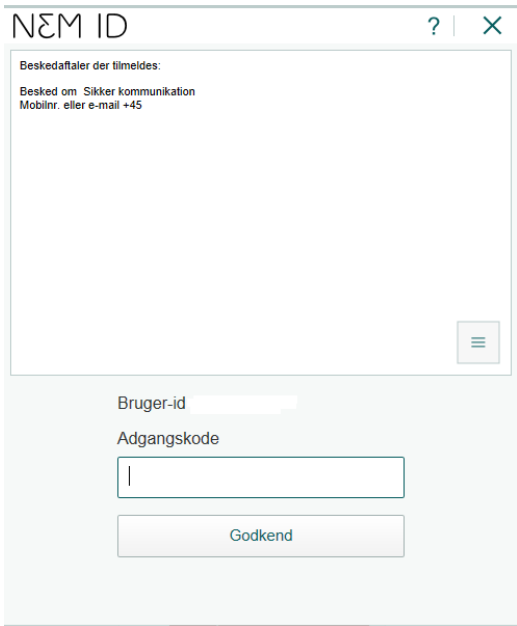 NEM ID
?
Beskedaftaler der tilmeldes:
Besked om Sikker kommunikation
Mobilnr. eller e-mail +45
Bruger-id
Adgangskode
Godkend